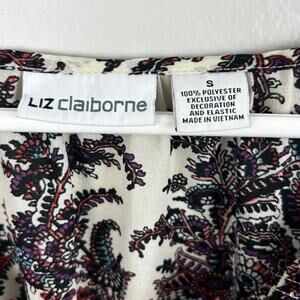 LIZ claiborne
S
100% POLYESTER
EXCLUSIVE OF
DECORATION
AND ELASTIC
MADE IN VIETNAM